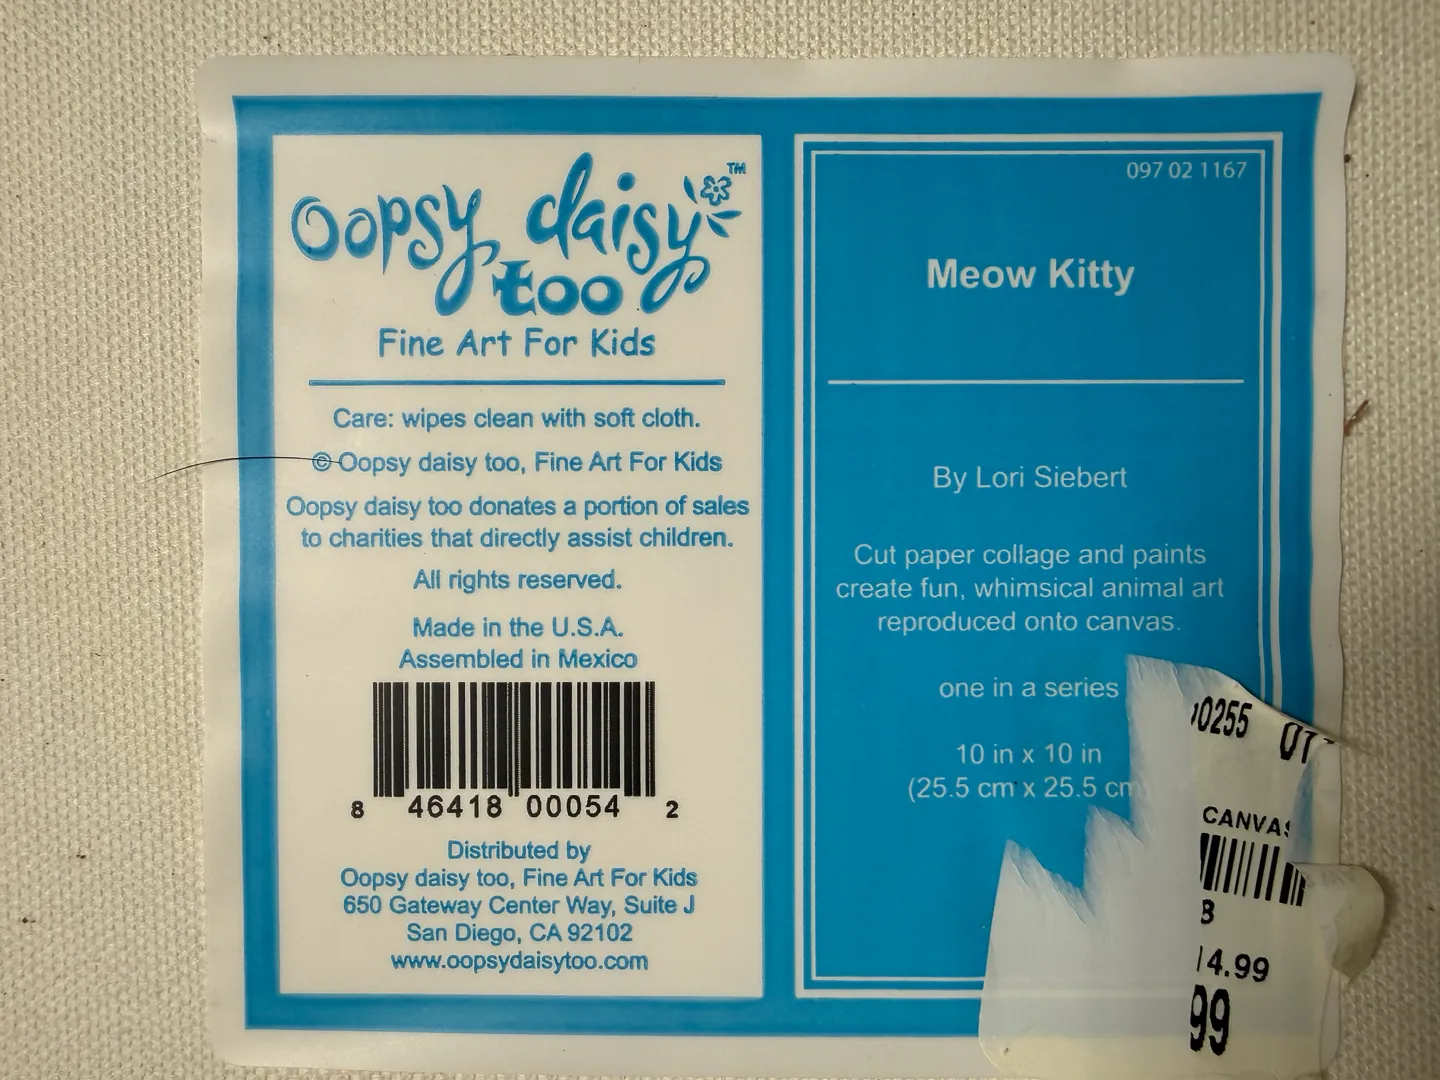 Oopsy daisy too™
Fine Art For Kids
Care: wipes clean with soft cloth.
© Oopsy daisy too, Fine Art For Kids
Oopsy daisy too donates a portion of sales
to charities that directly assist children.
All rights reserved.
Made in the U.S.A.
Assembled in Mexico
8 46418 00054 2
Distributed by
Oopsy daisy too, Fine Art For Kids
650 Gateway Center Way, Suite J
San Diego, CA 92102
www.oopsydaisytoo.com
097 02 1167
Meow Kitty
By Lori Siebert
Cut paper collage and paints
create fun, whimsical animal art
reproduced onto canvas.
one in a series
10 in x 10 in
(25.5 cm x 25.5 cm
0255
CANVAS
14.99
99